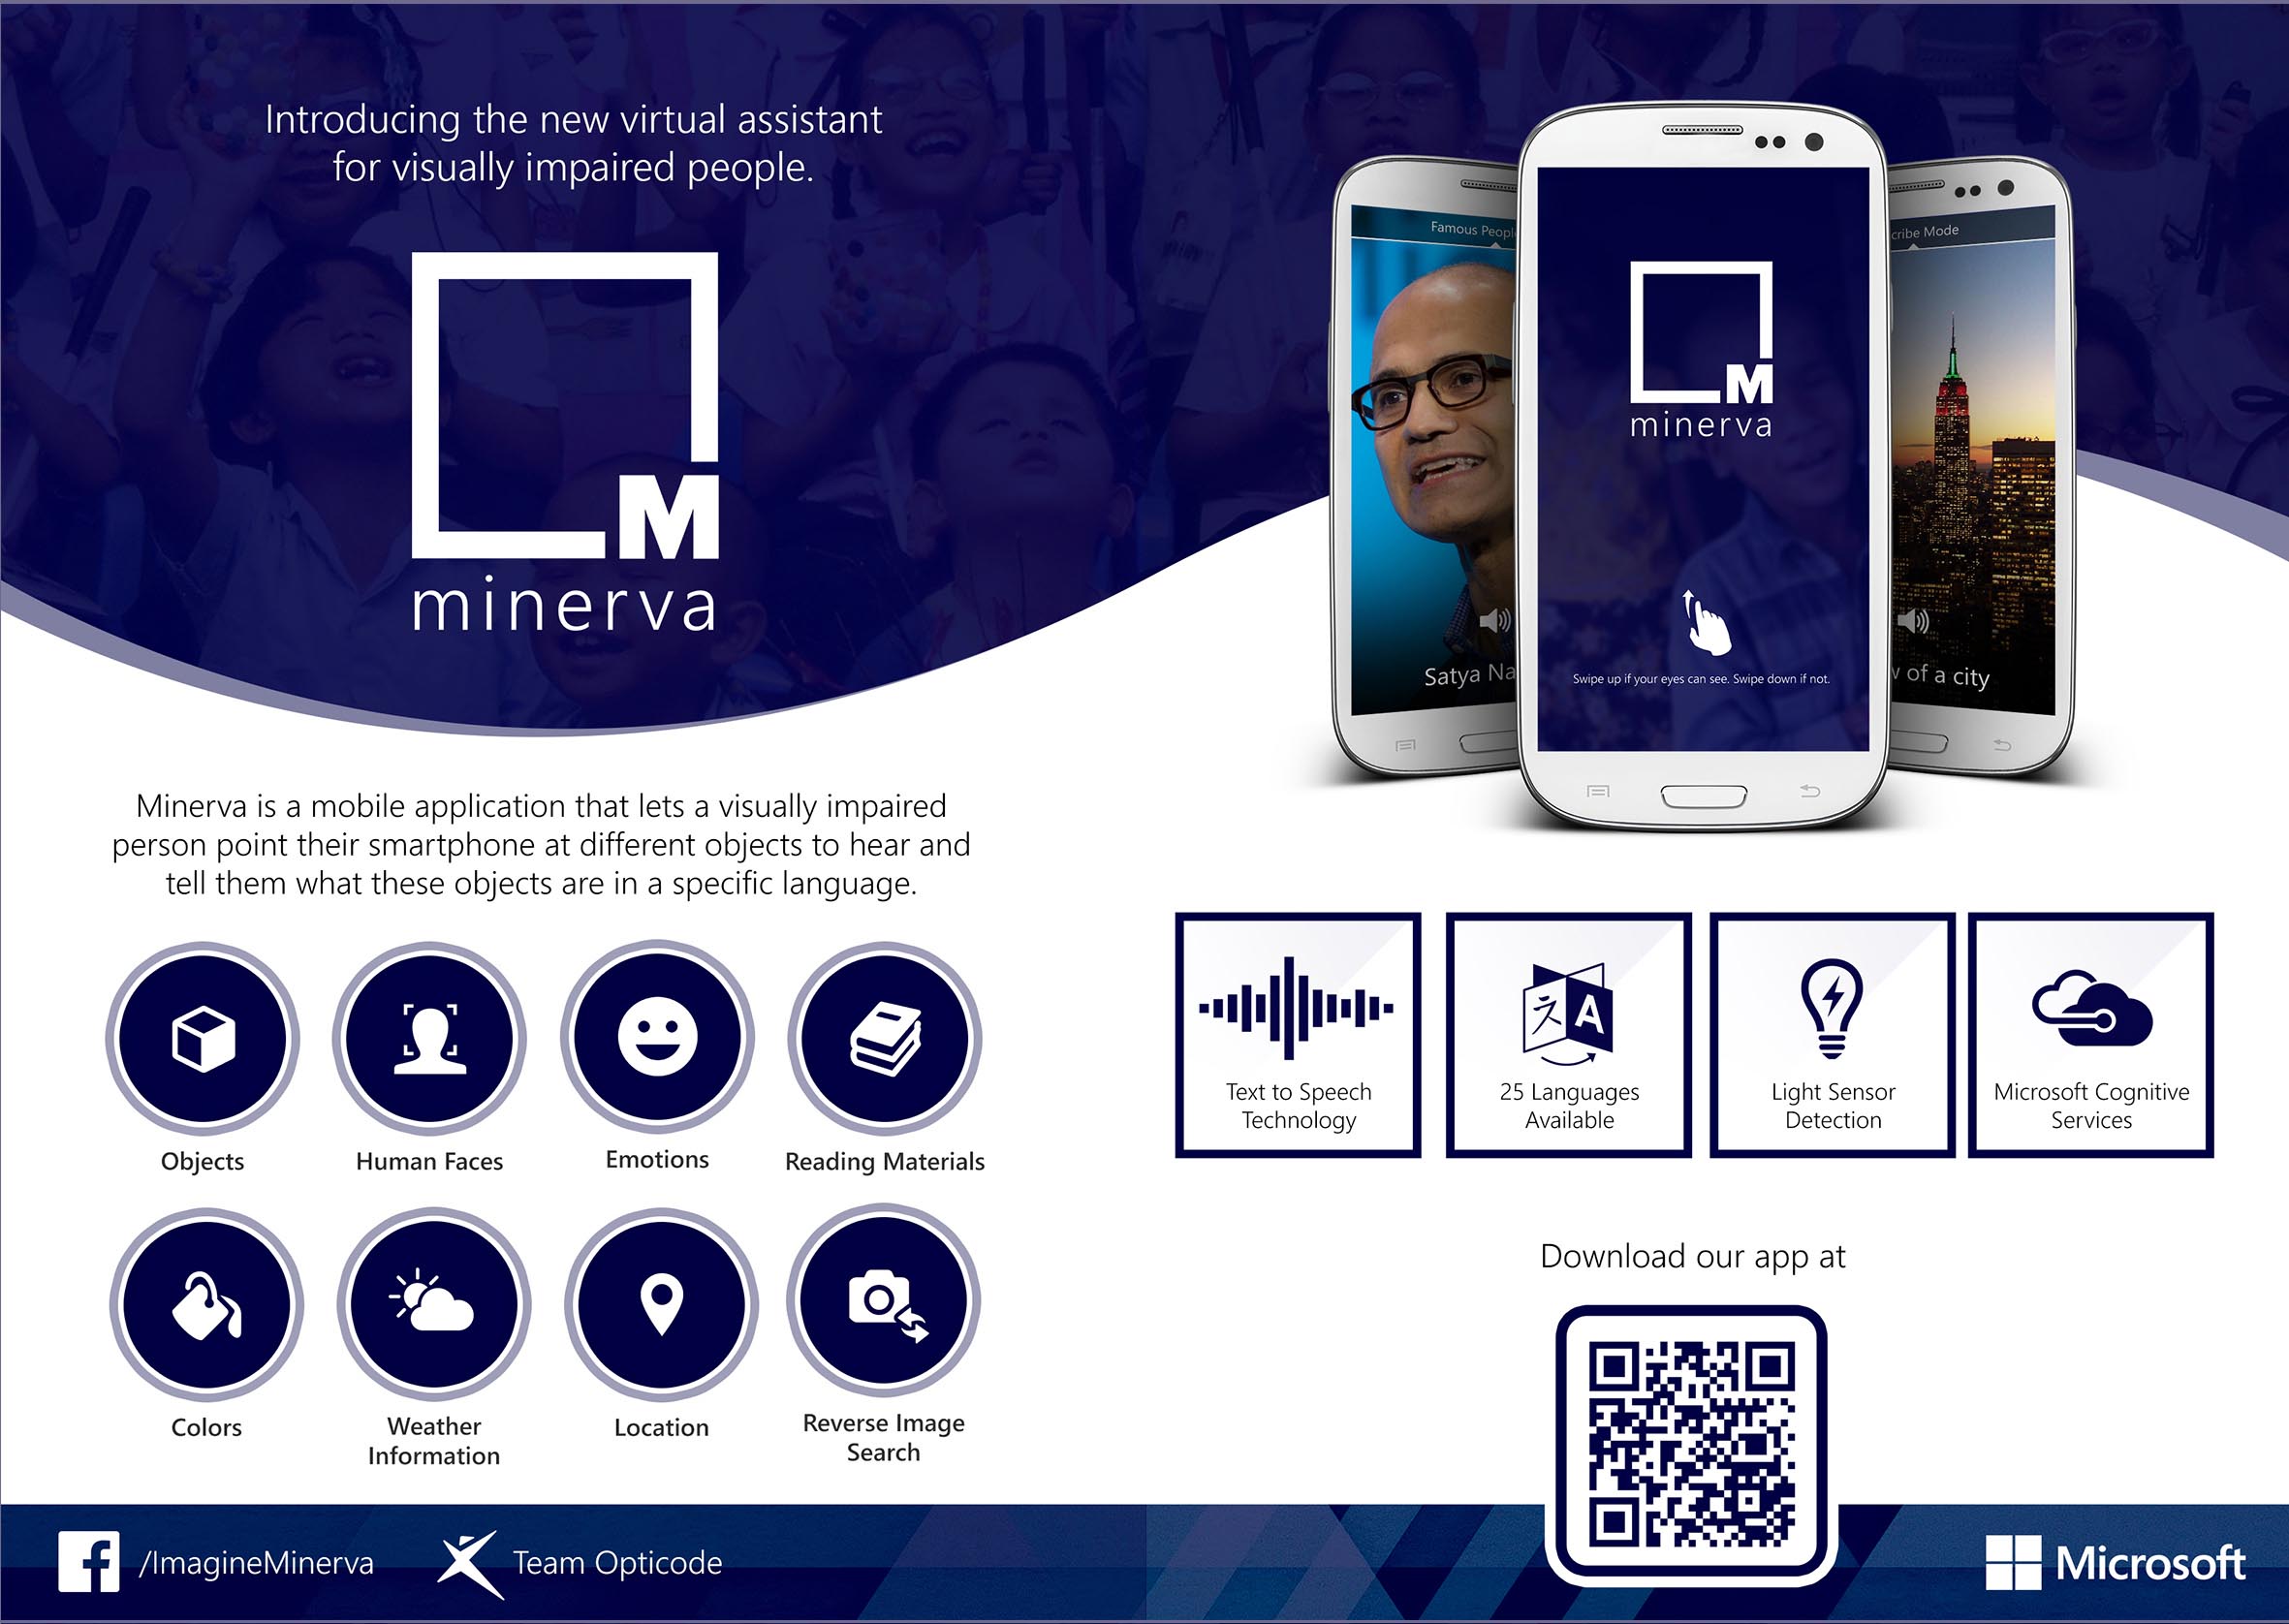 Introducing the new virtual assistant
for visually impaired people.
M
minerva
Minerva is a mobile application that lets a visually impaired
person point their smartphone at different objects to hear and
tell them what these objects are in a specific language.
Objects
Human Faces
Emotions
Reading Materials
Colors
Weather
Information
Location
Reverse Image
Search
Famous Peopl
Satya Na
M
minerva
Swipe up if your eyes can see. Swipe down if not.
cribe Mode
of a city
Text to Speech
Technology
文 A
25 Languages
Available
Light Sensor
Detection
Microsoft Cognitive
Services
Download our app at
f /ImagineMinerva
Team Opticode
Microsoft